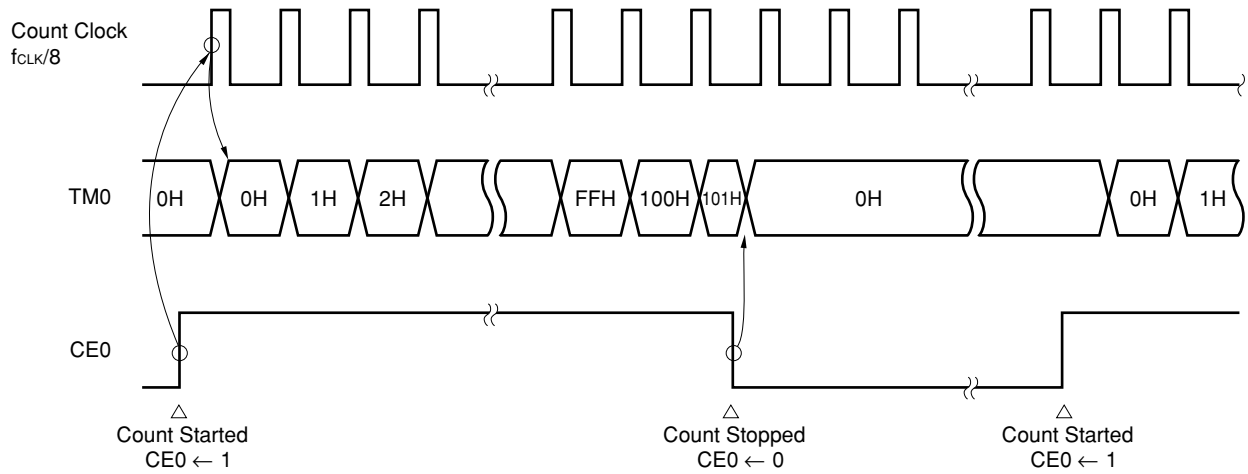 Count Clock
fCLK/8
TM0
0H
0H
1H
2H
FFH
100H
101H
0H
0H
1H
CE0
Count Started
CE0 ← 1
Count Stopped
CE0 ← 0
Count Started
CE0 ← 1